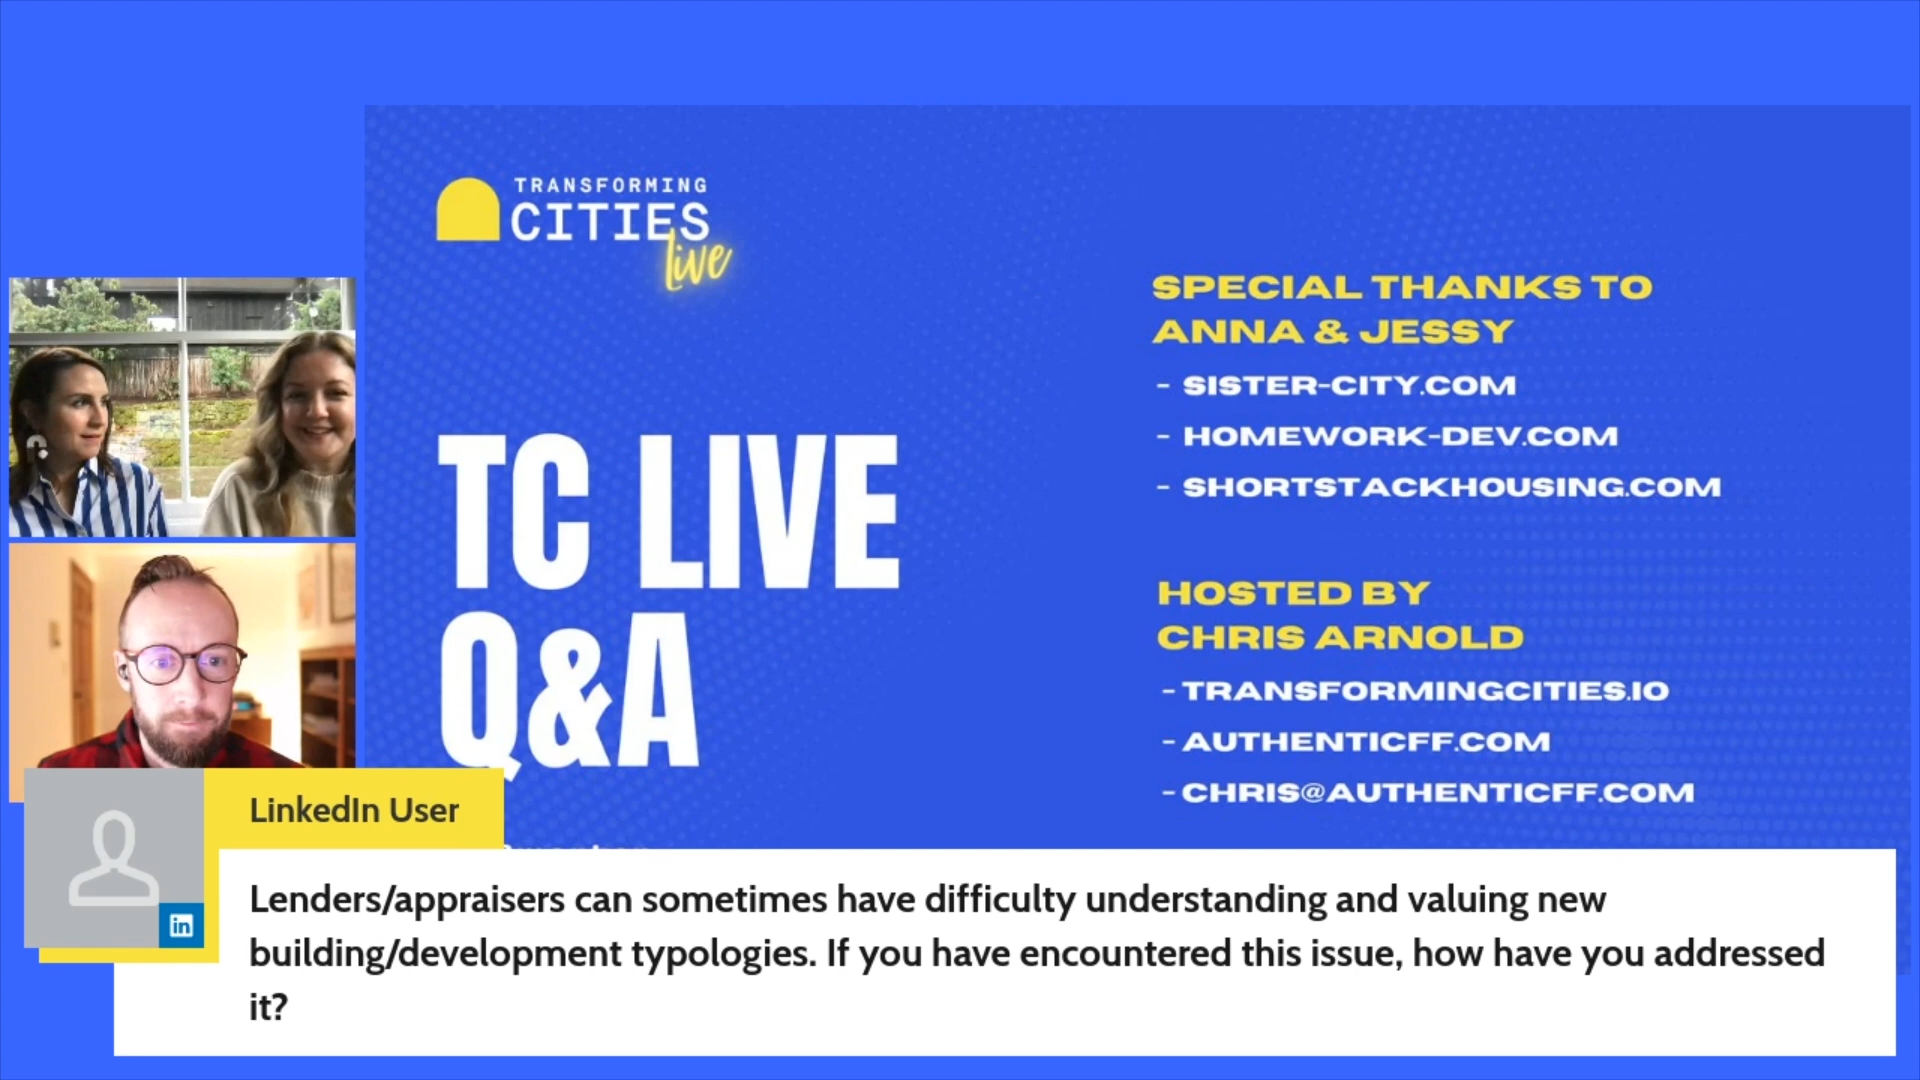 TRANSFORMING
CITIES
live
TC LIVE
Q&A
SPECIAL THANKS TO
ANNA & JESSY
- SISTER-CITY.COM
- HOMEWORK-DEV.COM
- SHORTSTACKHOUSING.COM
HOSTED BY
CHRIS ARNOLD
- TRANSFORMINGCITIES.IO
- AUTHENTICFF.COM
- CHRIS@AUTHENTICFF.COM
LinkedIn User
in
Lenders/appraisers can sometimes have difficulty understanding and valuing new
building/development typologies. If you have encountered this issue, how have you addressed
it?